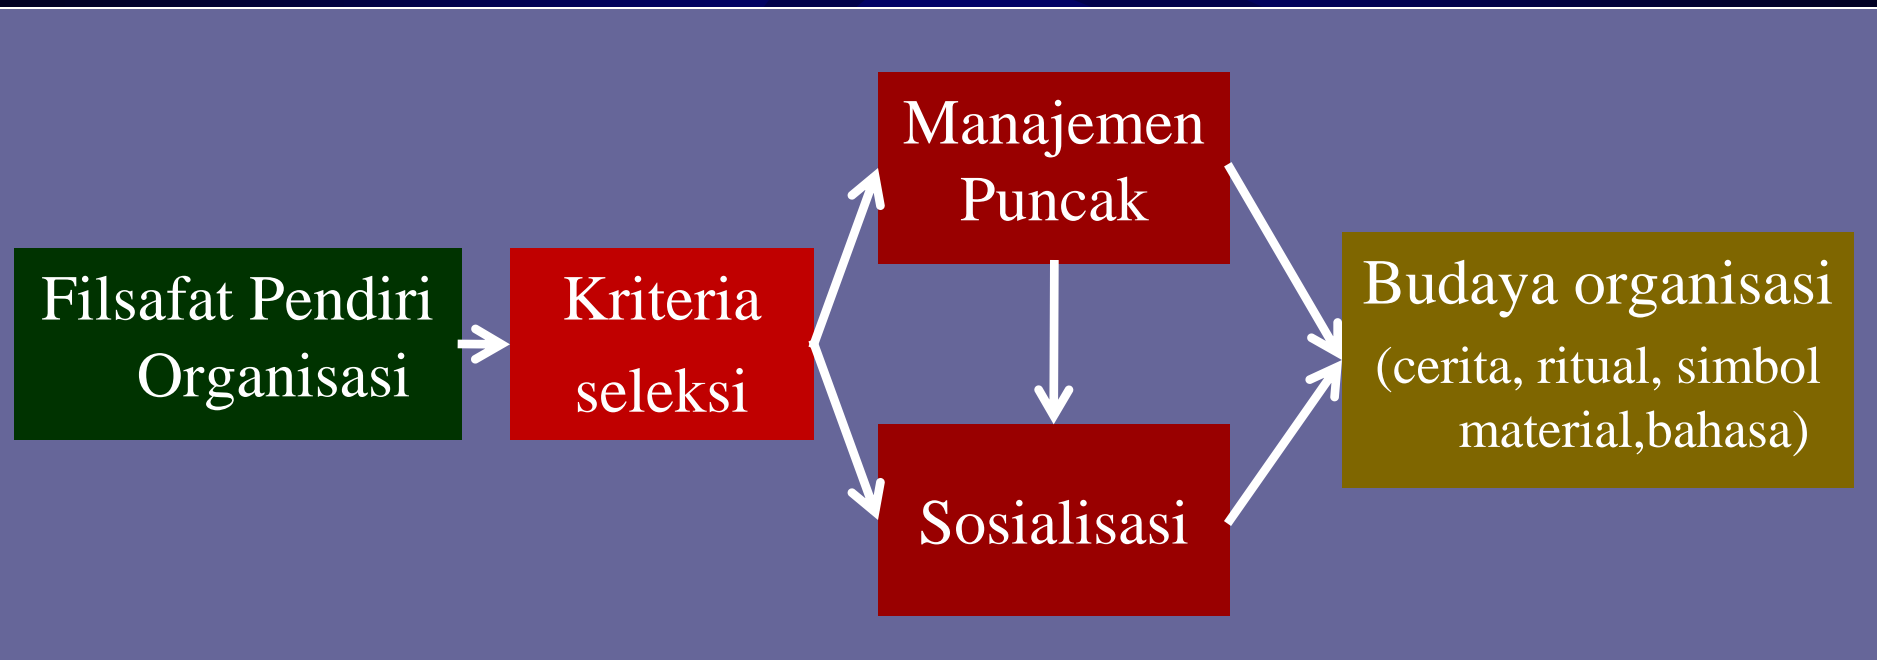 Filsafat Pendiri
Organisasi
Kriteria
seleksi
Manajemen
Puncak
Sosialisasi
Budaya organisasi
(cerita, ritual, simbol
material,bahasa)